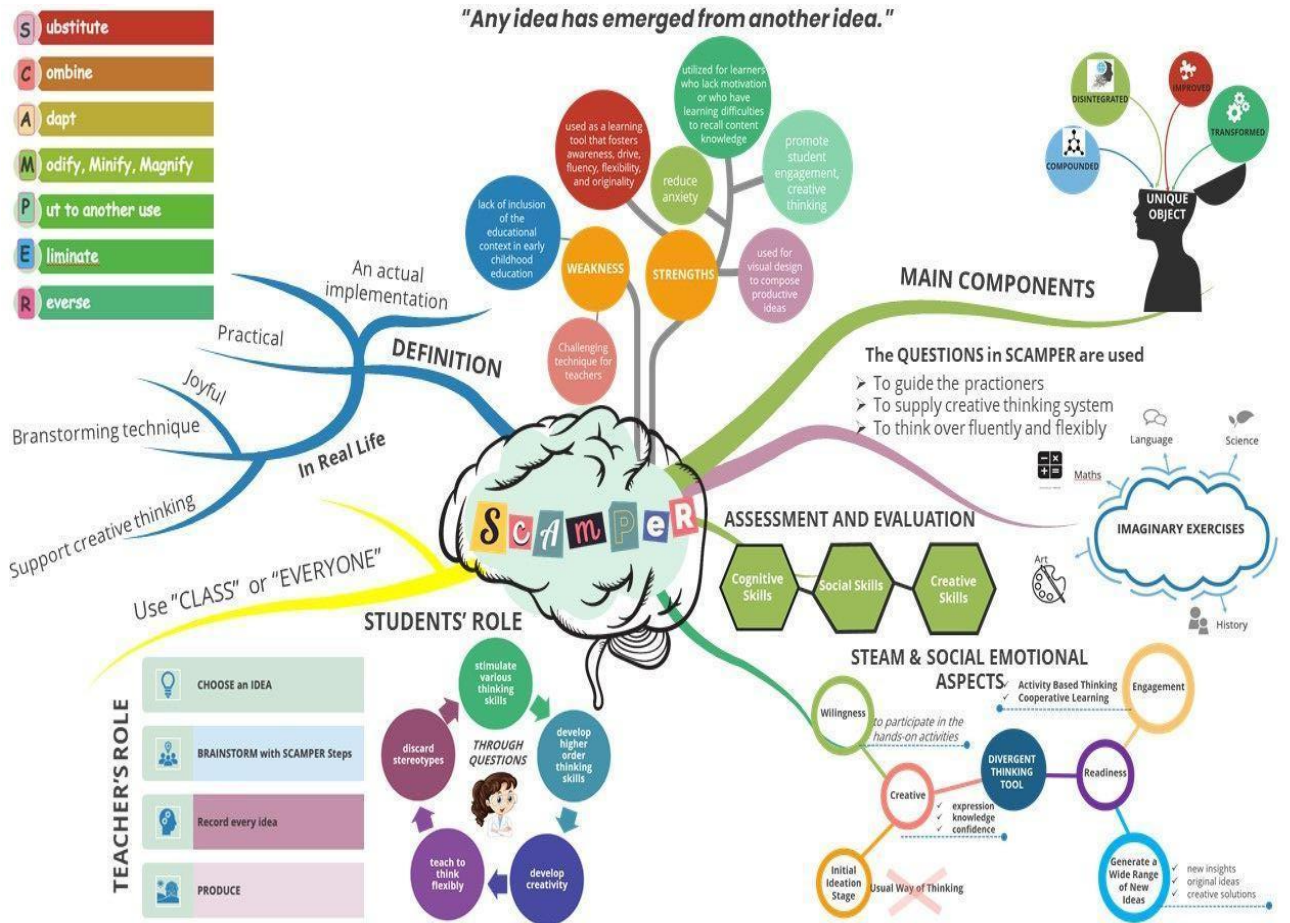 "Any idea has emerged from another idea."
S ubstitute
C ombine
A dapt
M odify, Minify, Magnify
P ut to another use
E liminate
R everse
DEFINITION
An actual
implementation
Practical
In Real Life
Joyful
Branstorming technique
Support creative thinking
WEAKNESS
lack of inclusion
of the
educational
context in early
childhood
education
Challenging
technique for
teachers
STRENGTHS
used as a learning
tool that fosters
awareness, drive,
fluency, flexibility,
and originality
reduce
anxiety
utilized for learners
who lack motivation
or who have
learning difficulties
to recall content
knowledge
promote
student
engagement,
creative
thinking
used for
visual design
to compose
productive
ideas
MAIN COMPONENTS
COMPOUNDED
DISINTEGRATED
IMPROVED
TRANSFORMED
UNIQUE
OBJECT
The QUESTIONS in SCAMPER are used
➢ To guide the practioners
➢ To supply creative thinking system
➢ To think over fluently and flexibly
Language
Science
Maths
IMAGINARY EXERCISES
Art
History
SCAmPeR
ASSESSMENT AND EVALUATION
Cognitive
Skills
Social Skills
Creative
Skills
Use "CLASS" or "EVERYONE"
TEACHER'S ROLE
CHOOSE an IDEA
BRAINSTORM with SCAMPER Steps
Record every idea
PRODUCE
STUDENTS' ROLE
stimulate
various
thinking
skills
develop
higher
order
thinking
skills
develop
creativity
teach to
think
flexibly
discard
stereotypes
THROUGH
QUESTIONS
STEAM & SOCIAL EMOTIONAL
ASPECTS
✓ Activity Based Thinking
✓ Cooperative Learning
Engagement
Wilingness
to participate in the
hands-on activities
DIVERGENT
THINKING
TOOL
Readiness
Creative
✓ expression
✓ knowledge
✓ confidence
Initial
Ideation
Stage
Usual Way of Thinking
Generate a
Wide Range
of New
Ideas
✓ new insights
✓ original ideas
✓ creative solutions